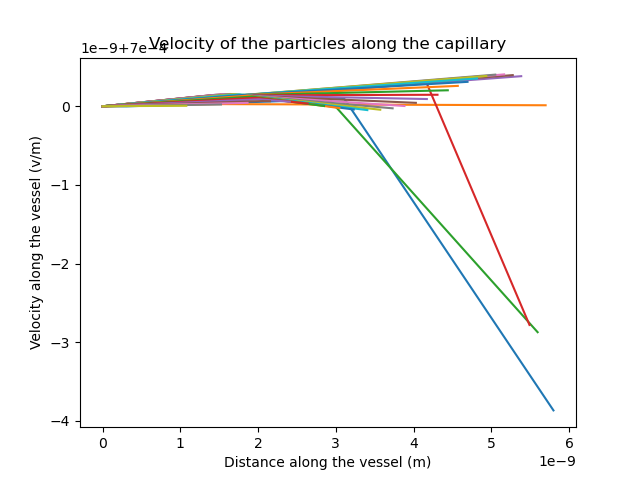 Velocity of the particles along the capillary
1e−9+7e−4
0
−1
−2
−3
−4
Velocity along the vessel (v/m)
0 1 2 3 4 5 6
1e−9
Distance along the vessel (m)